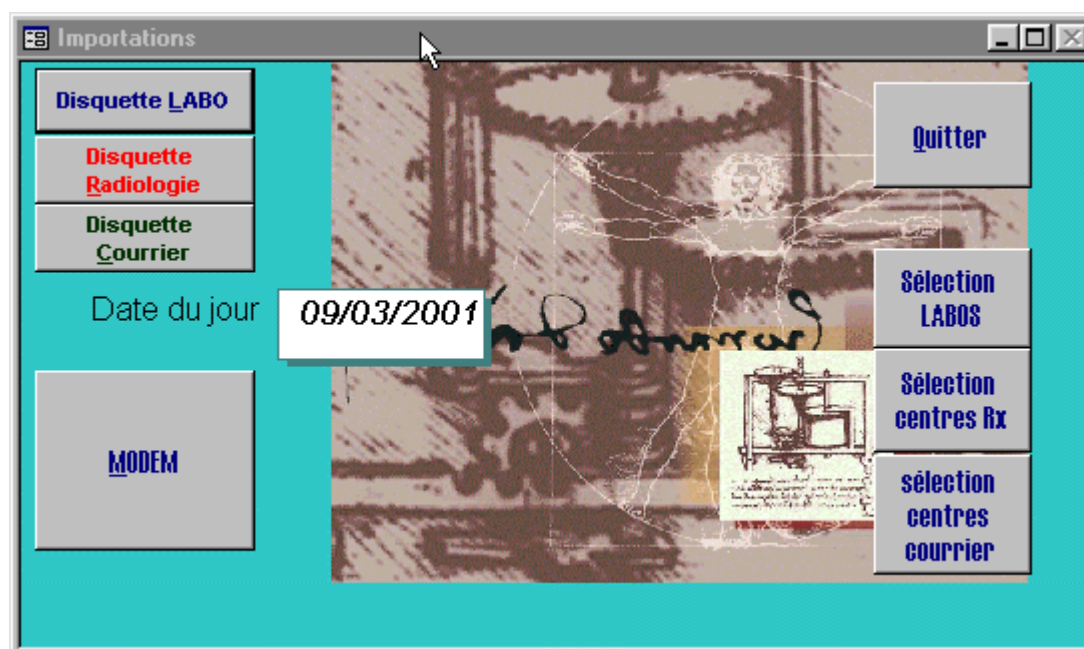 Importations
Disquette LABO
Disquette
Radiologie
Disquette
Courrier
Date du jour
09/03/2001
MODEM
Quitter
Sélection
LABOS
Sélection
centres Rx
sélection
centres
courrier